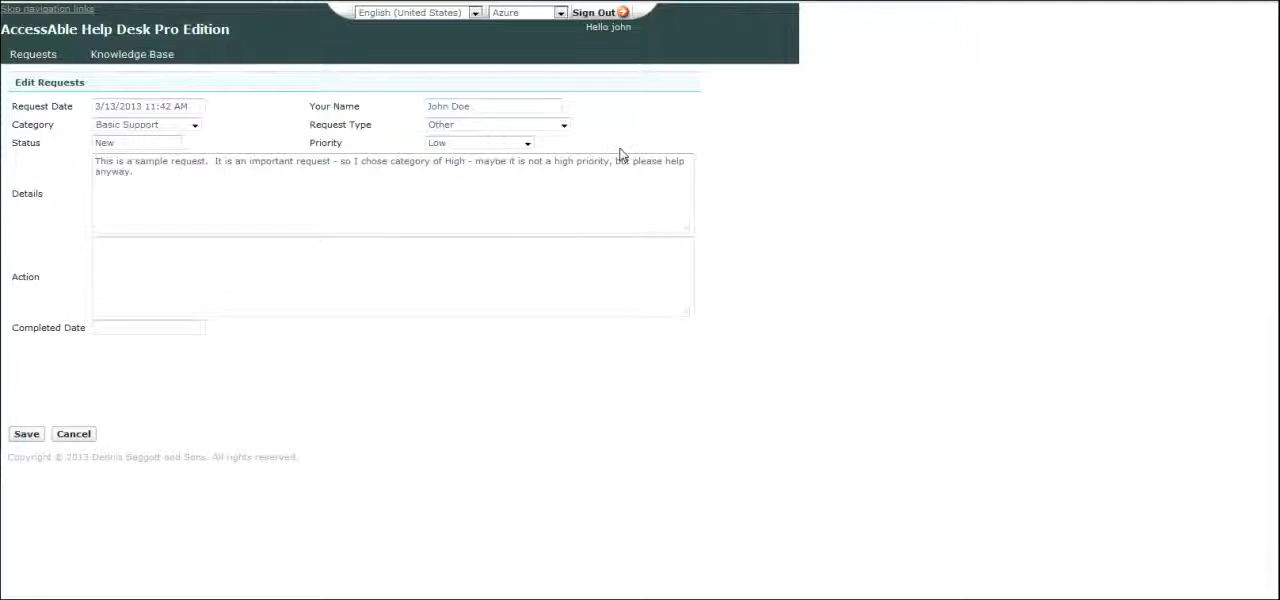 Skip navigation links
English (United States) Azure Sign Out
AccessAble Help Desk Pro Edition
Hello john
Requests Knowledge Base
Edit Requests
Request Date 3/13/2013 11:42 AM Your Name John Doe
Category Basic Support Request Type Other
Status New Priority Low
This is a sample request. It is an important request - so I chose category of High - maybe it is not a high priority, but please help
anyway.
Details
Action
Completed Date
Save Cancel
Copyright © 2013 Dennis Baggott and Sons. All rights reserved.